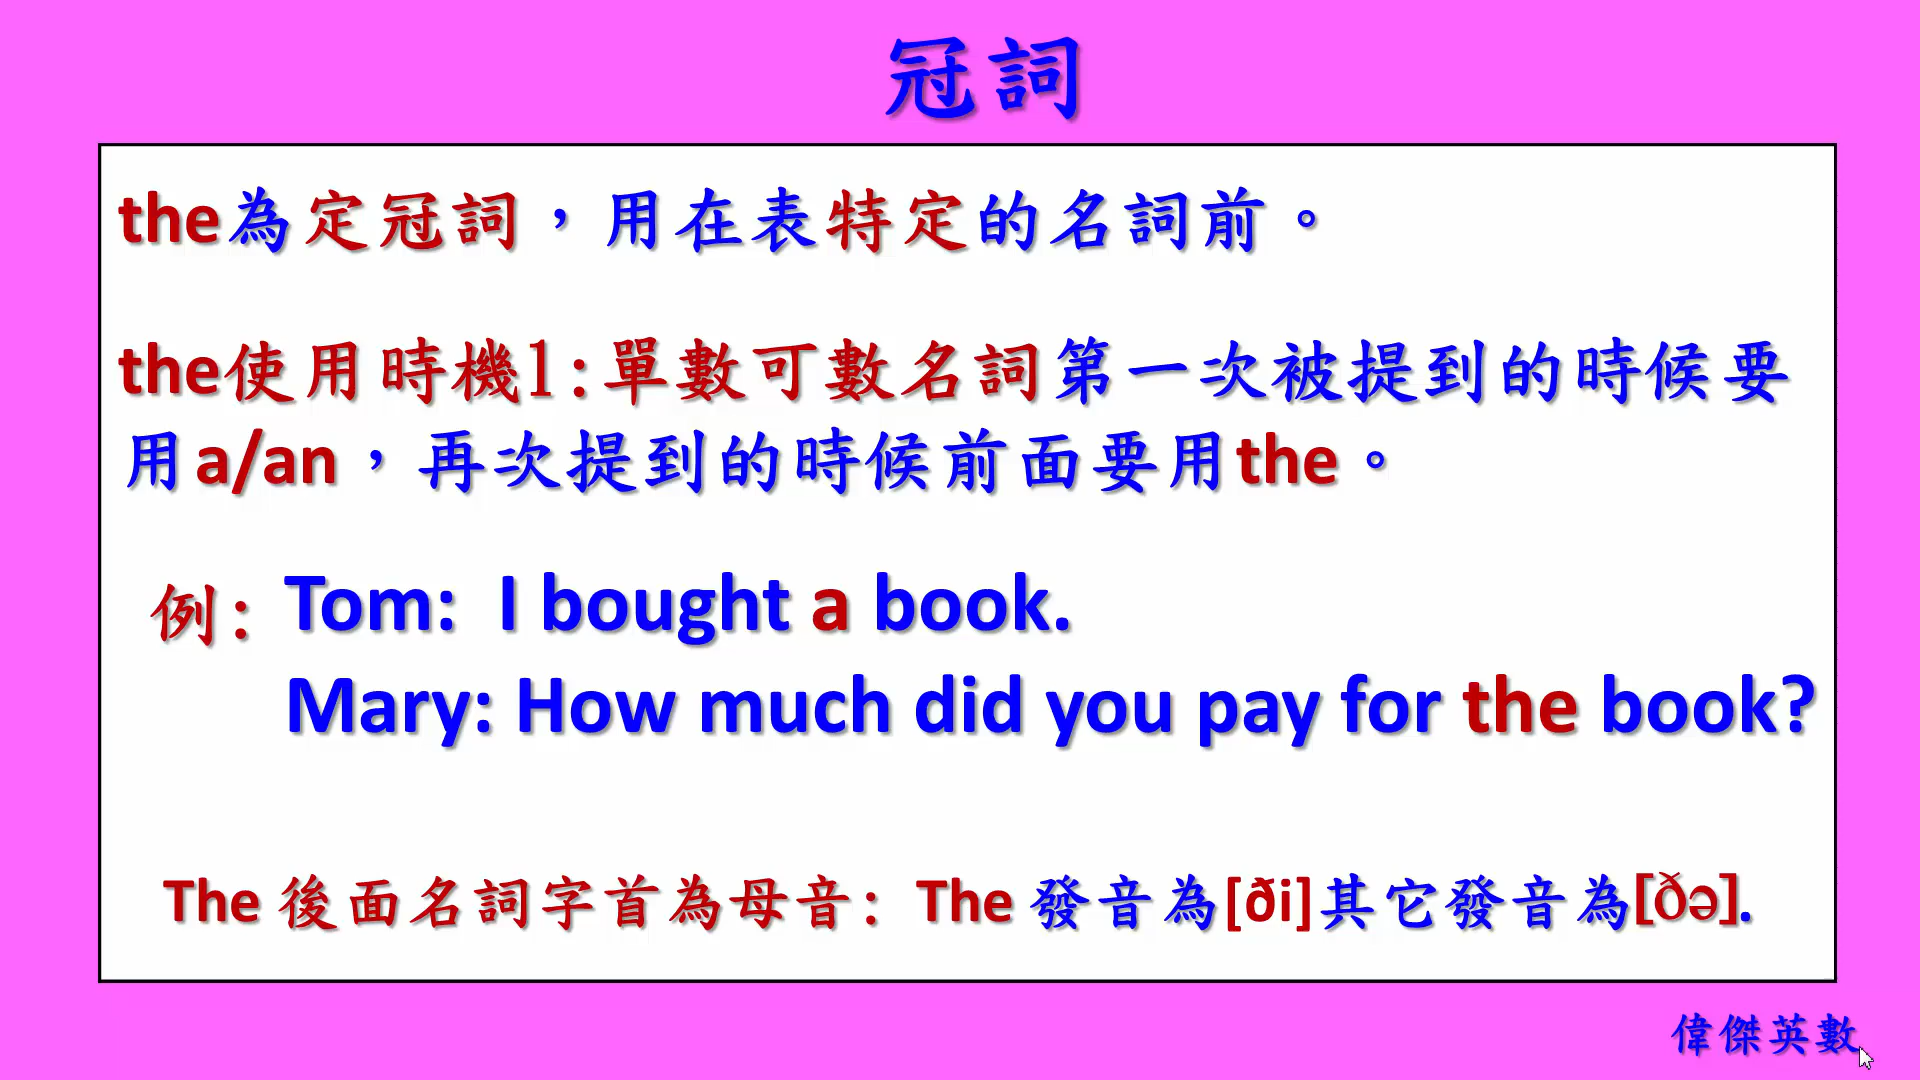 冠詞
the為定冠詞，用在表特定的名詞前。
the使用時機1:單數可數名詞第一次被提到的時候要
用a/an，再次提到的時候前面要用the。
例: Tom: I bought a book.
Mary: How much did you pay for the book?
The 後面名詞字首為母音: The 發音為[ði]其它發音為[ðə].
偉傑英數